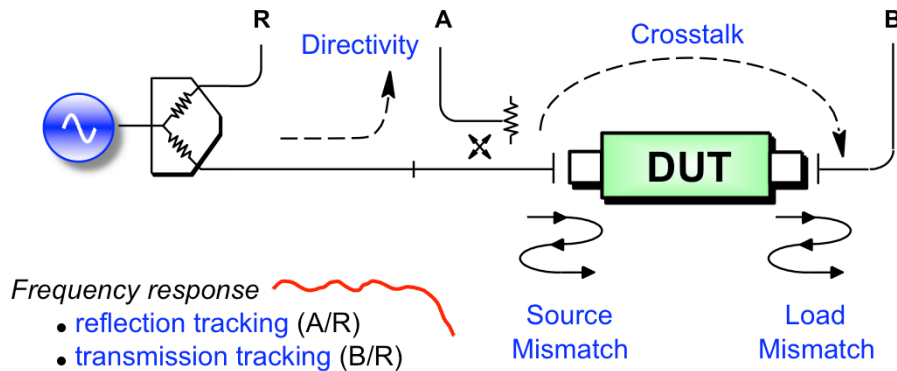 R
A
B
Directivity
Crosstalk
DUT
Frequency response
• reflection tracking (A/R)
• transmission tracking (B/R)
Source
Mismatch
Load
Mismatch